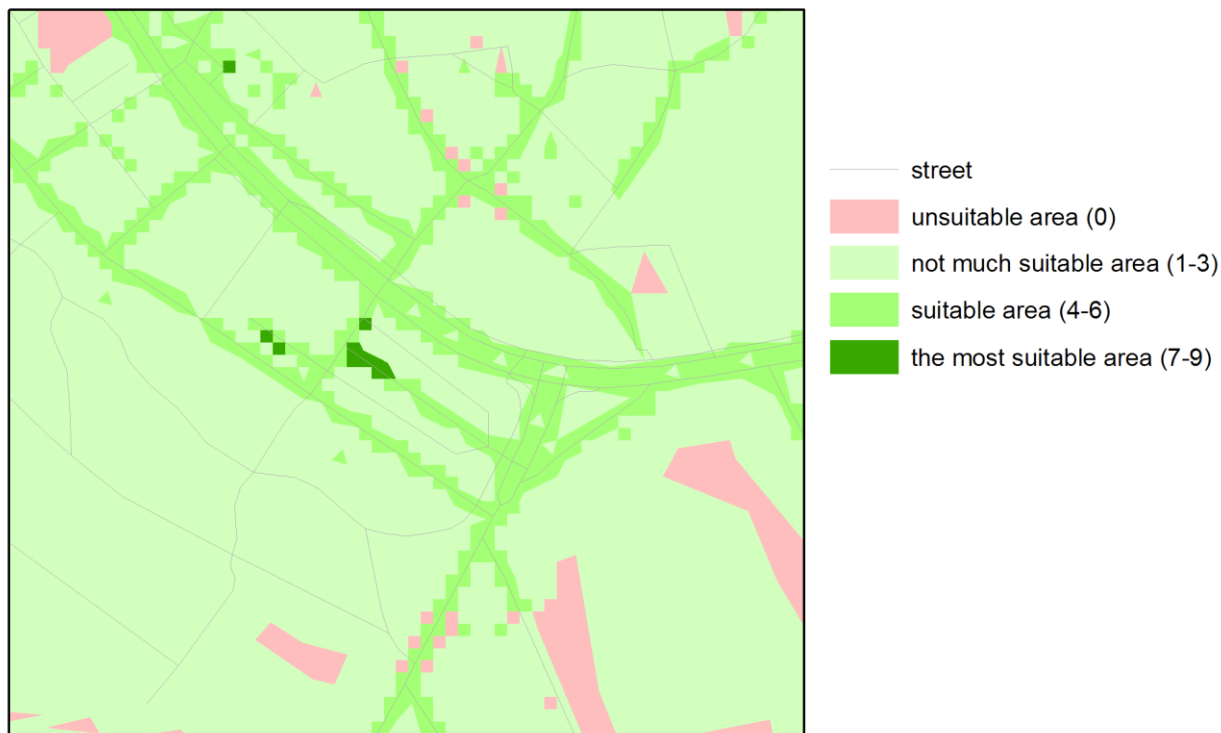 street
unsuitable area (0)
not much suitable area (1-3)
suitable area (4-6)
the most suitable area (7-9)